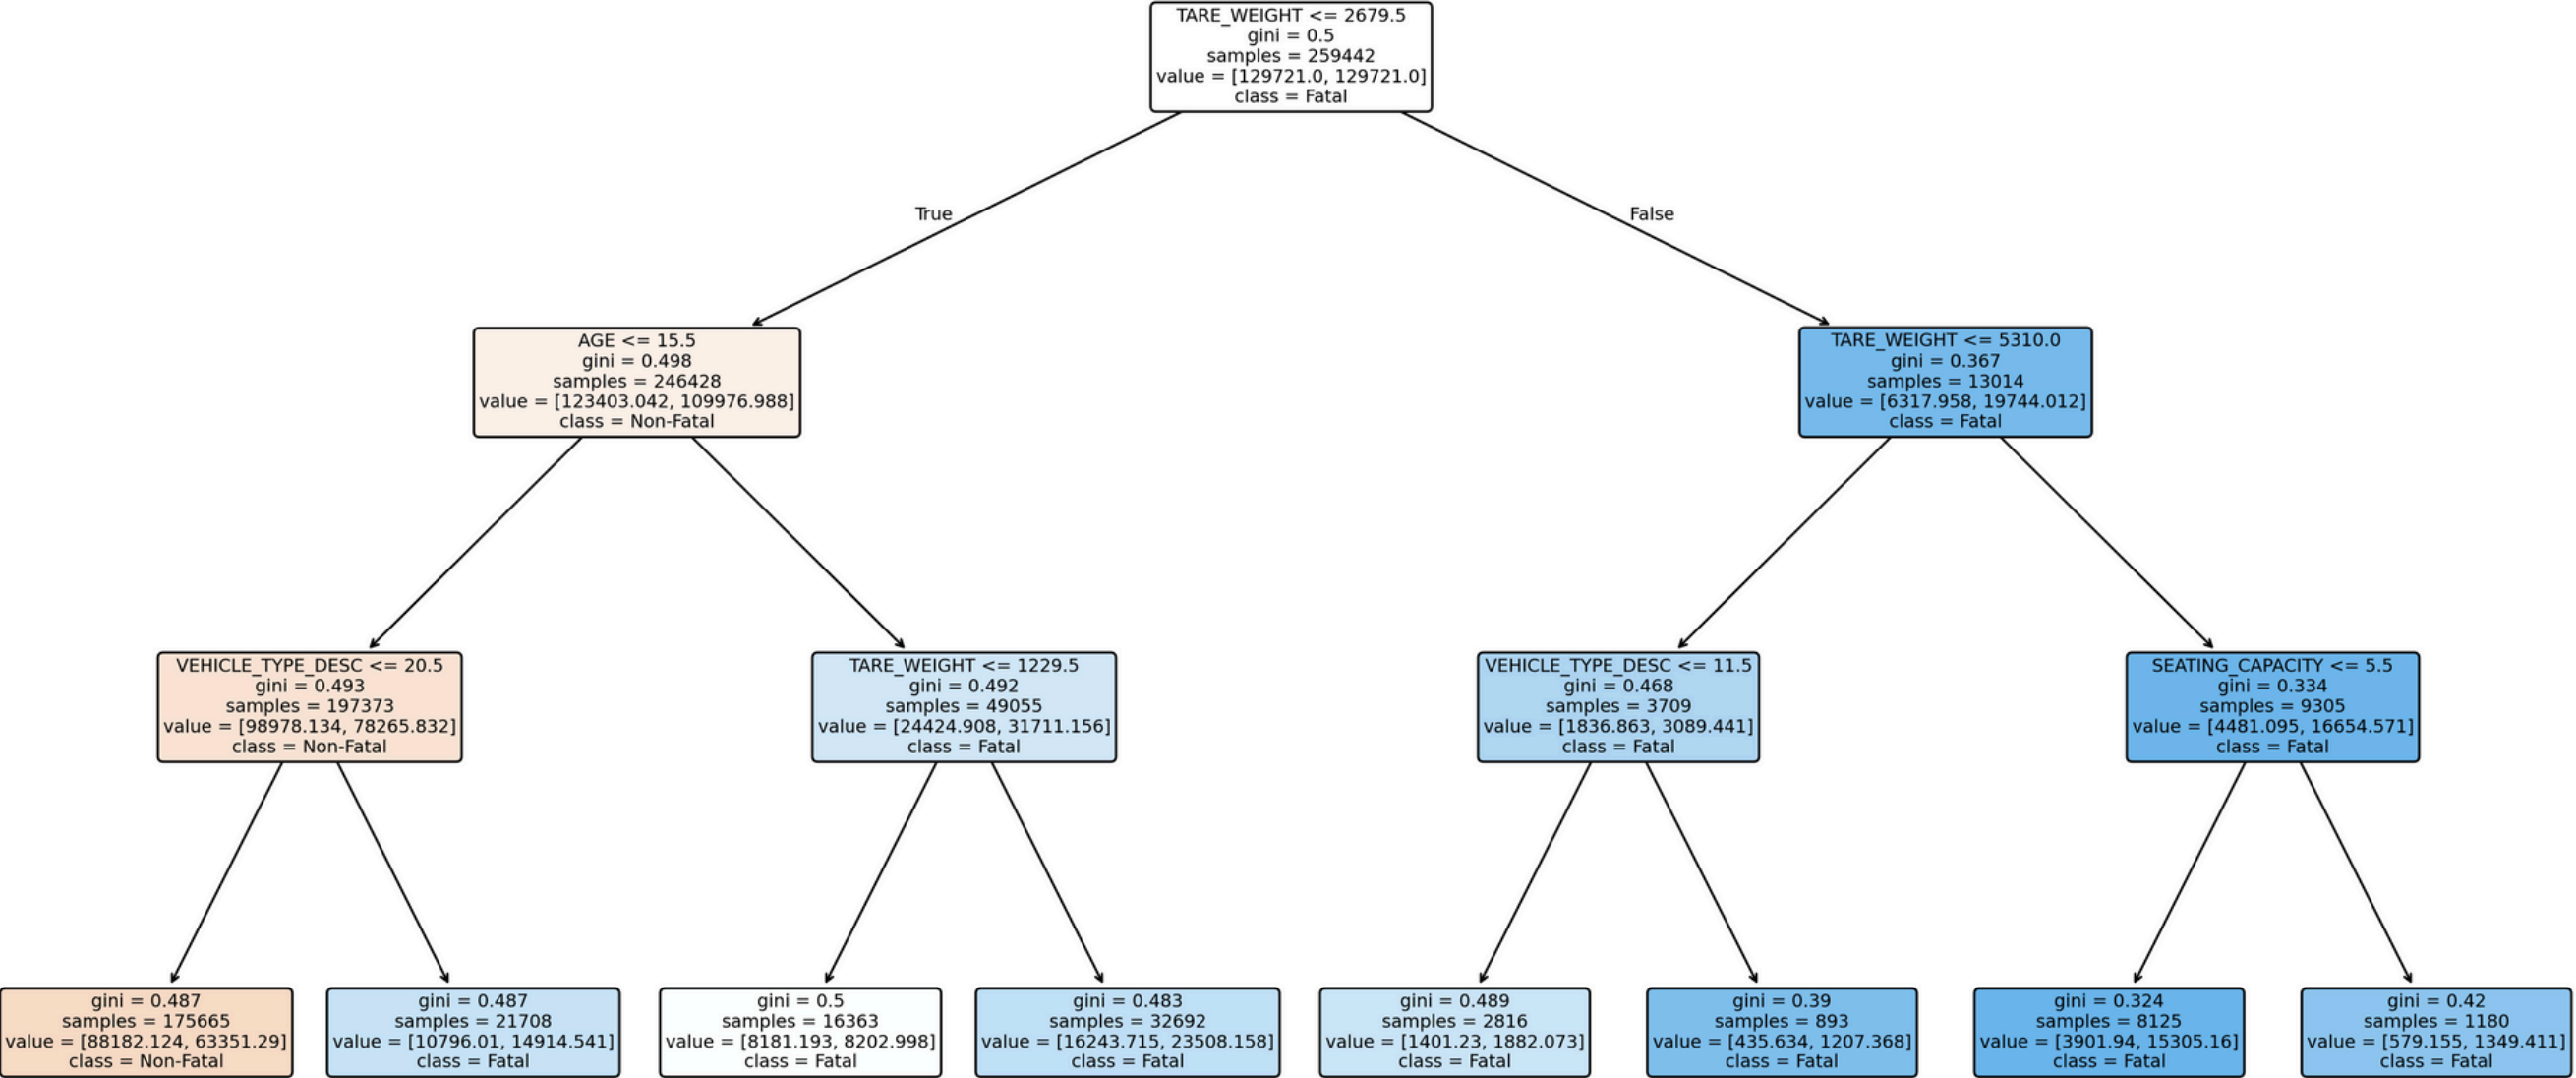 TARE_WEIGHT <= 2679.5
gini = 0.5
samples = 259442
value = [129721.0, 129721.0]
class = Fatal
True
False
AGE <= 15.5
gini = 0.498
samples = 246428
value = [123403.042, 109976.988]
class = Non-Fatal
TARE_WEIGHT <= 5310.0
gini = 0.367
samples = 13014
value = [6317.958, 19744.012]
class = Fatal
VEHICLE_TYPE_DESC <= 20.5
gini = 0.493
samples = 197373
value = [98978.134, 78265.832]
class = Non-Fatal
TARE_WEIGHT <= 1229.5
gini = 0.492
samples = 49055
value = [24424.908, 31711.156]
class = Fatal
VEHICLE_TYPE_DESC <= 11.5
gini = 0.468
samples = 3709
value = [1836.863, 3089.441]
class = Fatal
SEATING_CAPACITY <= 5.5
gini = 0.334
samples = 9305
value = [4481.095, 16654.571]
class = Fatal
gini = 0.487
samples = 175665
value = [88182.124, 63351.29]
class = Non-Fatal
gini = 0.487
samples = 21708
value = [10796.01, 14914.541]
class = Fatal
gini = 0.5
samples = 16363
value = [8181.193, 8202.998]
class = Fatal
gini = 0.483
samples = 32692
value = [16243.715, 23508.158]
class = Fatal
gini = 0.489
samples = 2816
value = [1401.23, 1882.073]
class = Fatal
gini = 0.39
samples = 893
value = [435.634, 1207.368]
class = Fatal
gini = 0.324
samples = 8125
value = [3901.94, 15305.16]
class = Fatal
gini = 0.42
samples = 1180
value = [579.155, 1349.411]
class = Fatal